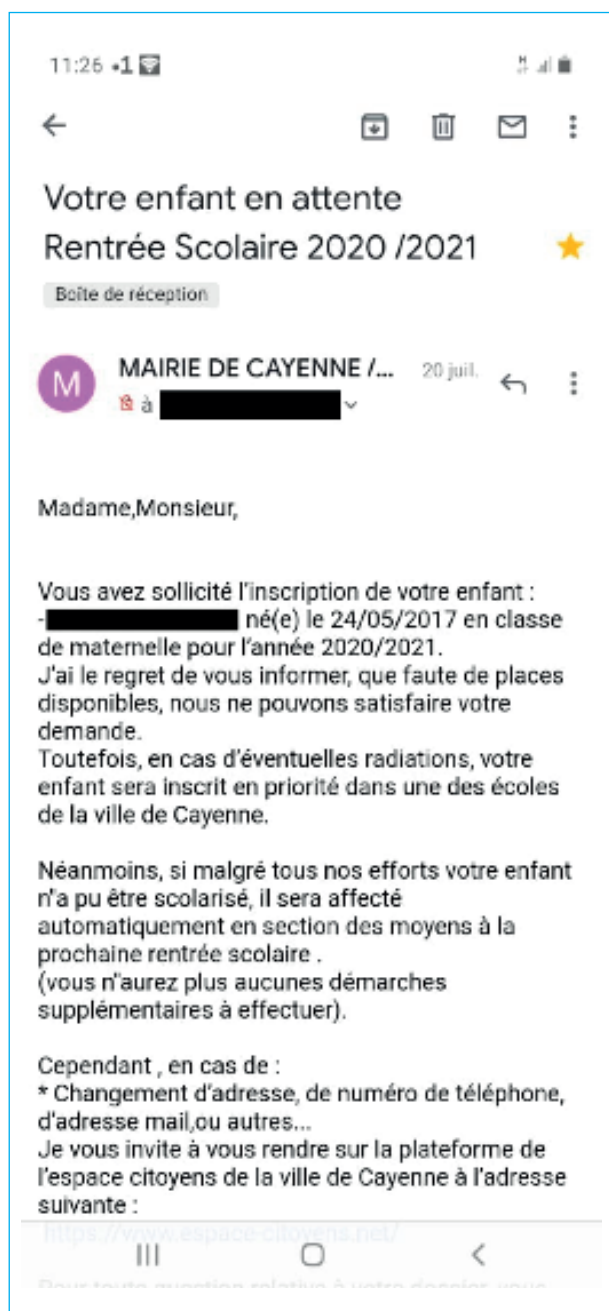 11:26
Votre enfant en attente
Rentrée Scolaire 2020 /2021
Boîte de réception
M
MAIRIE DE CAYENNE /... 20 juil.
à
Madame,Monsieur,
Vous avez sollicité l'inscription de votre enfant :
- né(e) le 24/05/2017 en classe
de maternelle pour l'année 2020/2021.
J'ai le regret de vous informer, que faute de places
disponibles, nous ne pouvons satisfaire votre
demande.
Toutefois, en cas d'éventuelles radiations, votre
enfant sera inscrit en priorité dans une des écoles
de la ville de Cayenne.
Néanmoins, si malgré tous nos efforts votre enfant
n'a pu être scolarisé, il sera affecté
automatiquement en section des moyens à la
prochaine rentrée scolaire .
(vous n"aurez plus aucunes démarches
supplémentaires à effectuer).
Cependant , en cas de :
* Changement d'adresse, de numéro de téléphone,
d'adresse mail,ou autres...
Je vous invite à vous rendre sur la plateforme de
l'espace citoyens de la ville de Cayenne à l'adresse
suivante :
https://www.espace-citoyens.net/